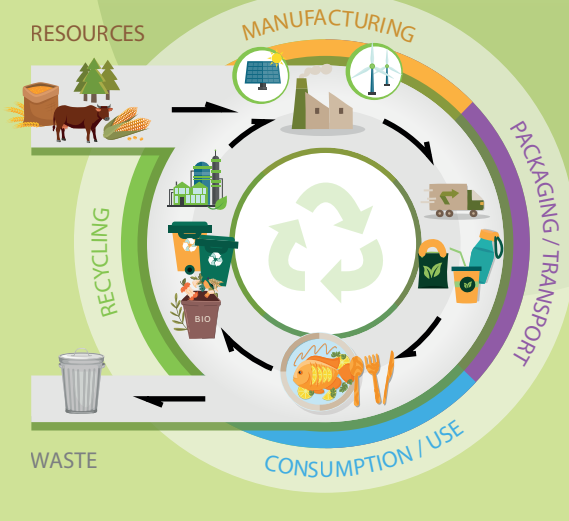 RESOURCES
MANUFACTURING
PACKAGING / TRANSPORT
RECYCLING
BIO
CONSUMPTION / USE
WASTE